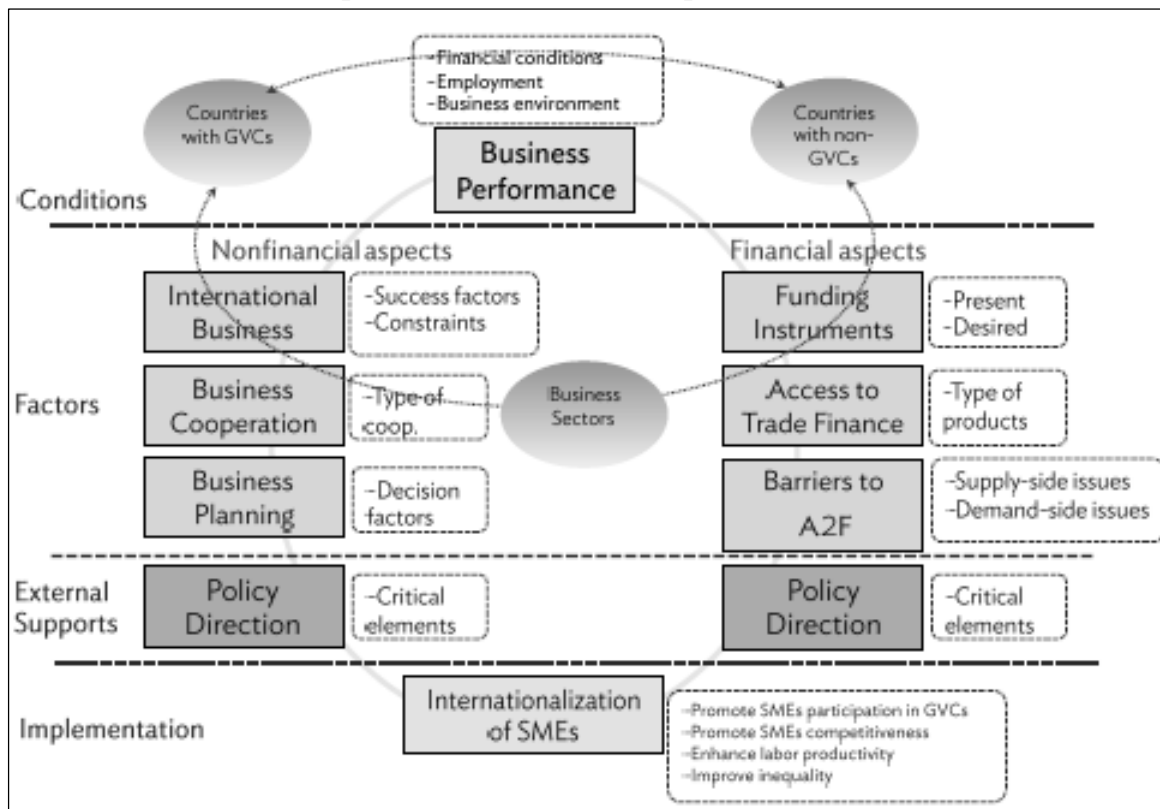 -Financial conditions
-Employment
-Business environment
Countries
with GVCs
Countries
with non-
GVCs
Business
Performance
Conditions
Nonfinancial aspects
Financial aspects
International
Business
-Success factors
-Constraints
Funding
Instruments
-Present
-Desired
Factors
Business
Cooperation
-Type of
coop.
Business
Sectors
Access to
Trade Finance
-Type of
products
Business
Planning
-Decision
factors
Barriers to
A2F
-Supply-side issues
-Demand-side issues
External
Supports
Policy
Direction
-Critical
elements
Policy
Direction
-Critical
elements
Implementation
Internationalization
of SMEs
-Promote SMEs participation in GVCs
-Promote SMEs competitiveness
-Enhance labor productivity
-Improve inequality